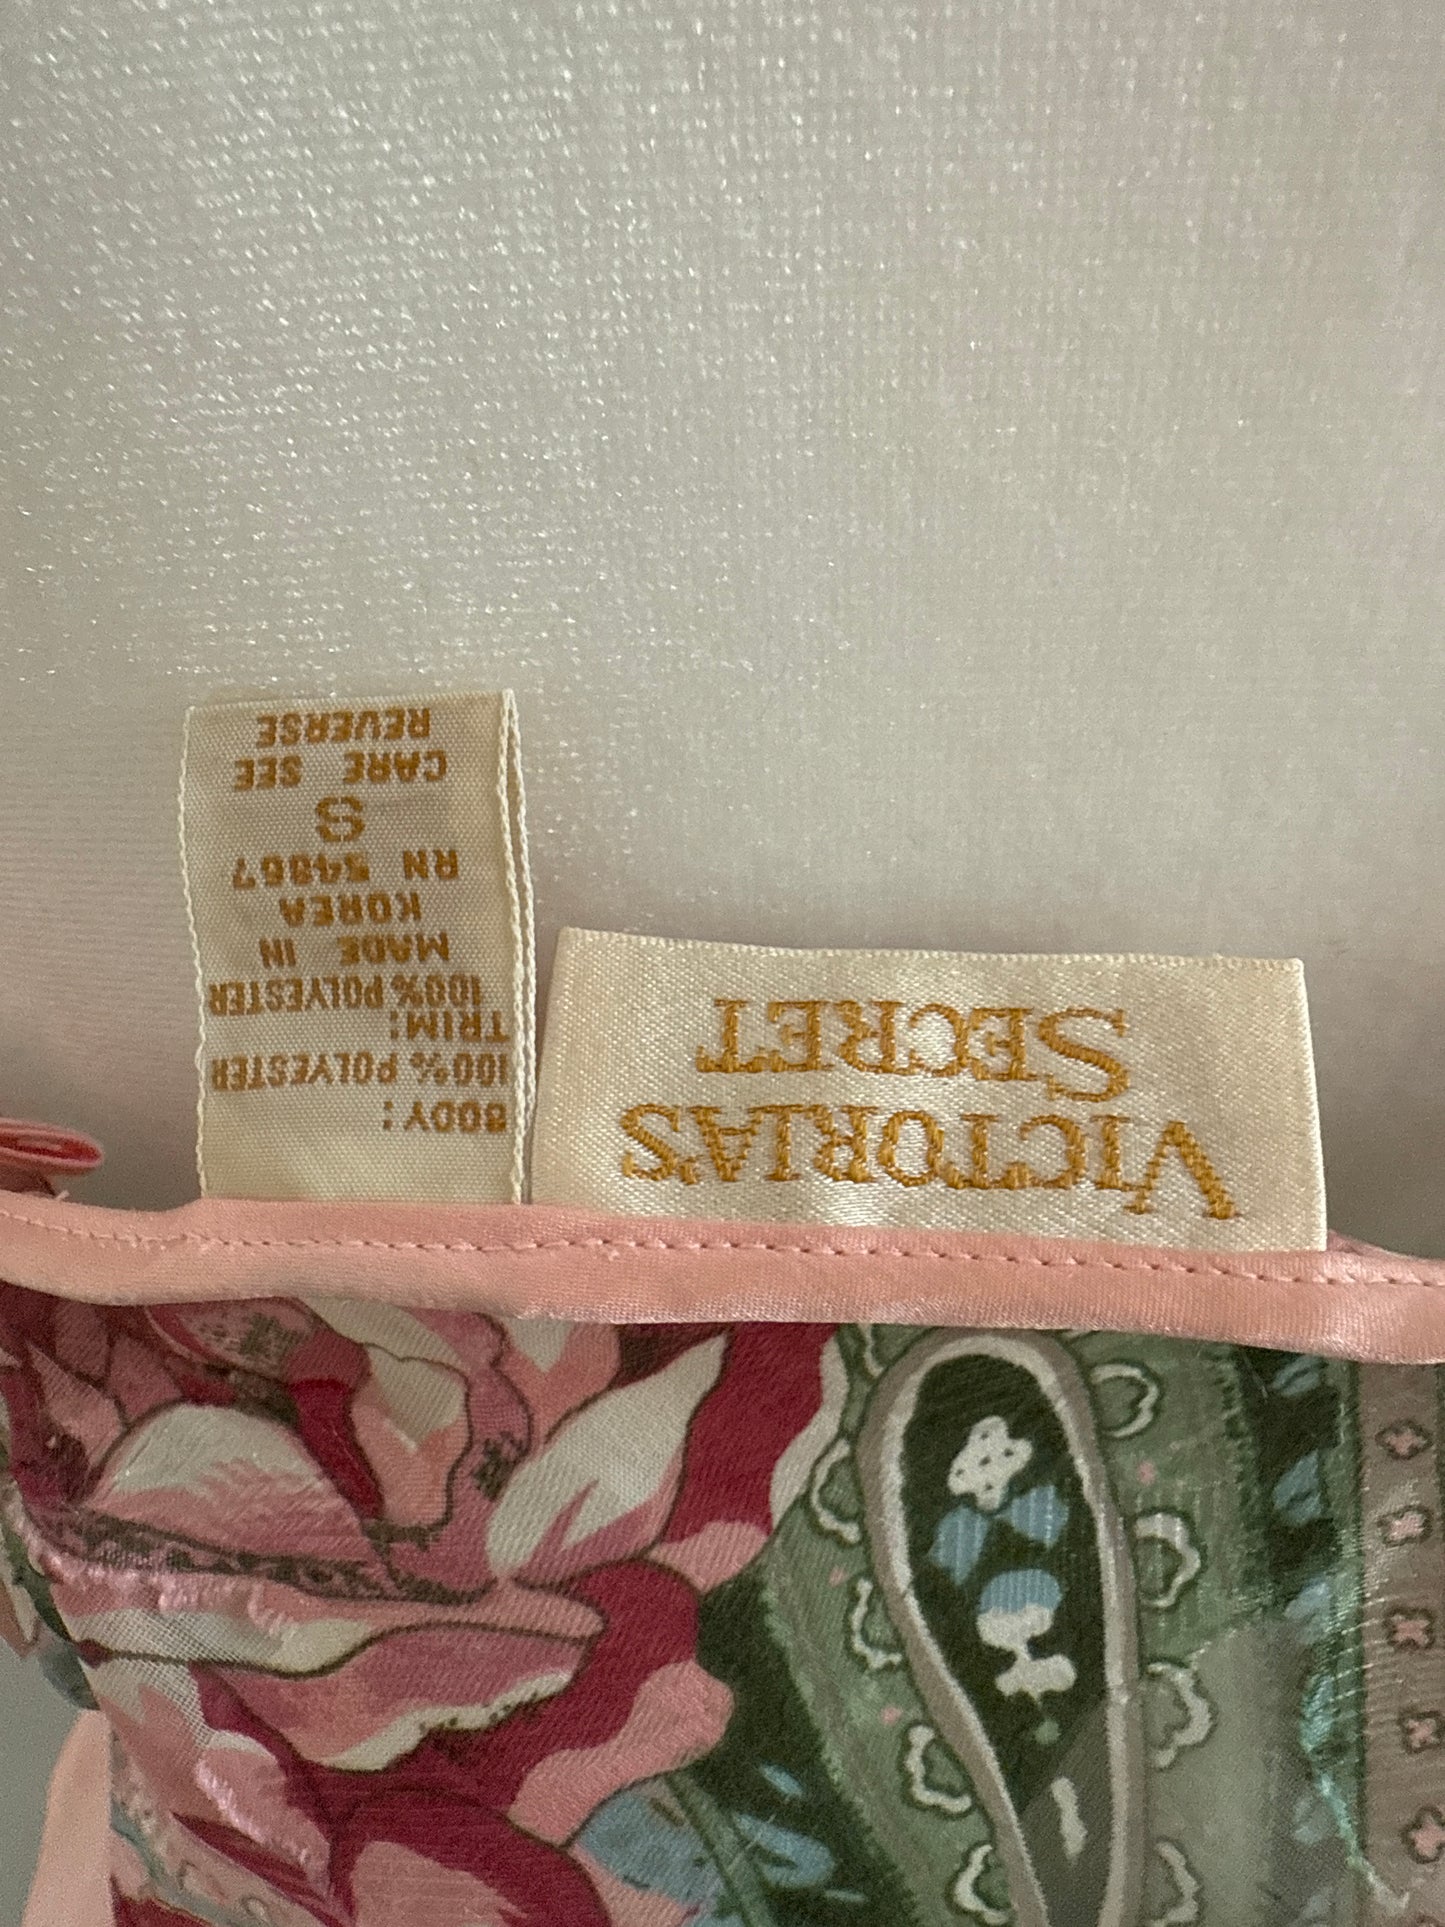 VICTORIA'S
SECRET
BODY:
100% POLYESTER
TRIM:
100% POLYESTER
MADE IN
KOREA
RN 54867
S
CARE SEE
REVERSE